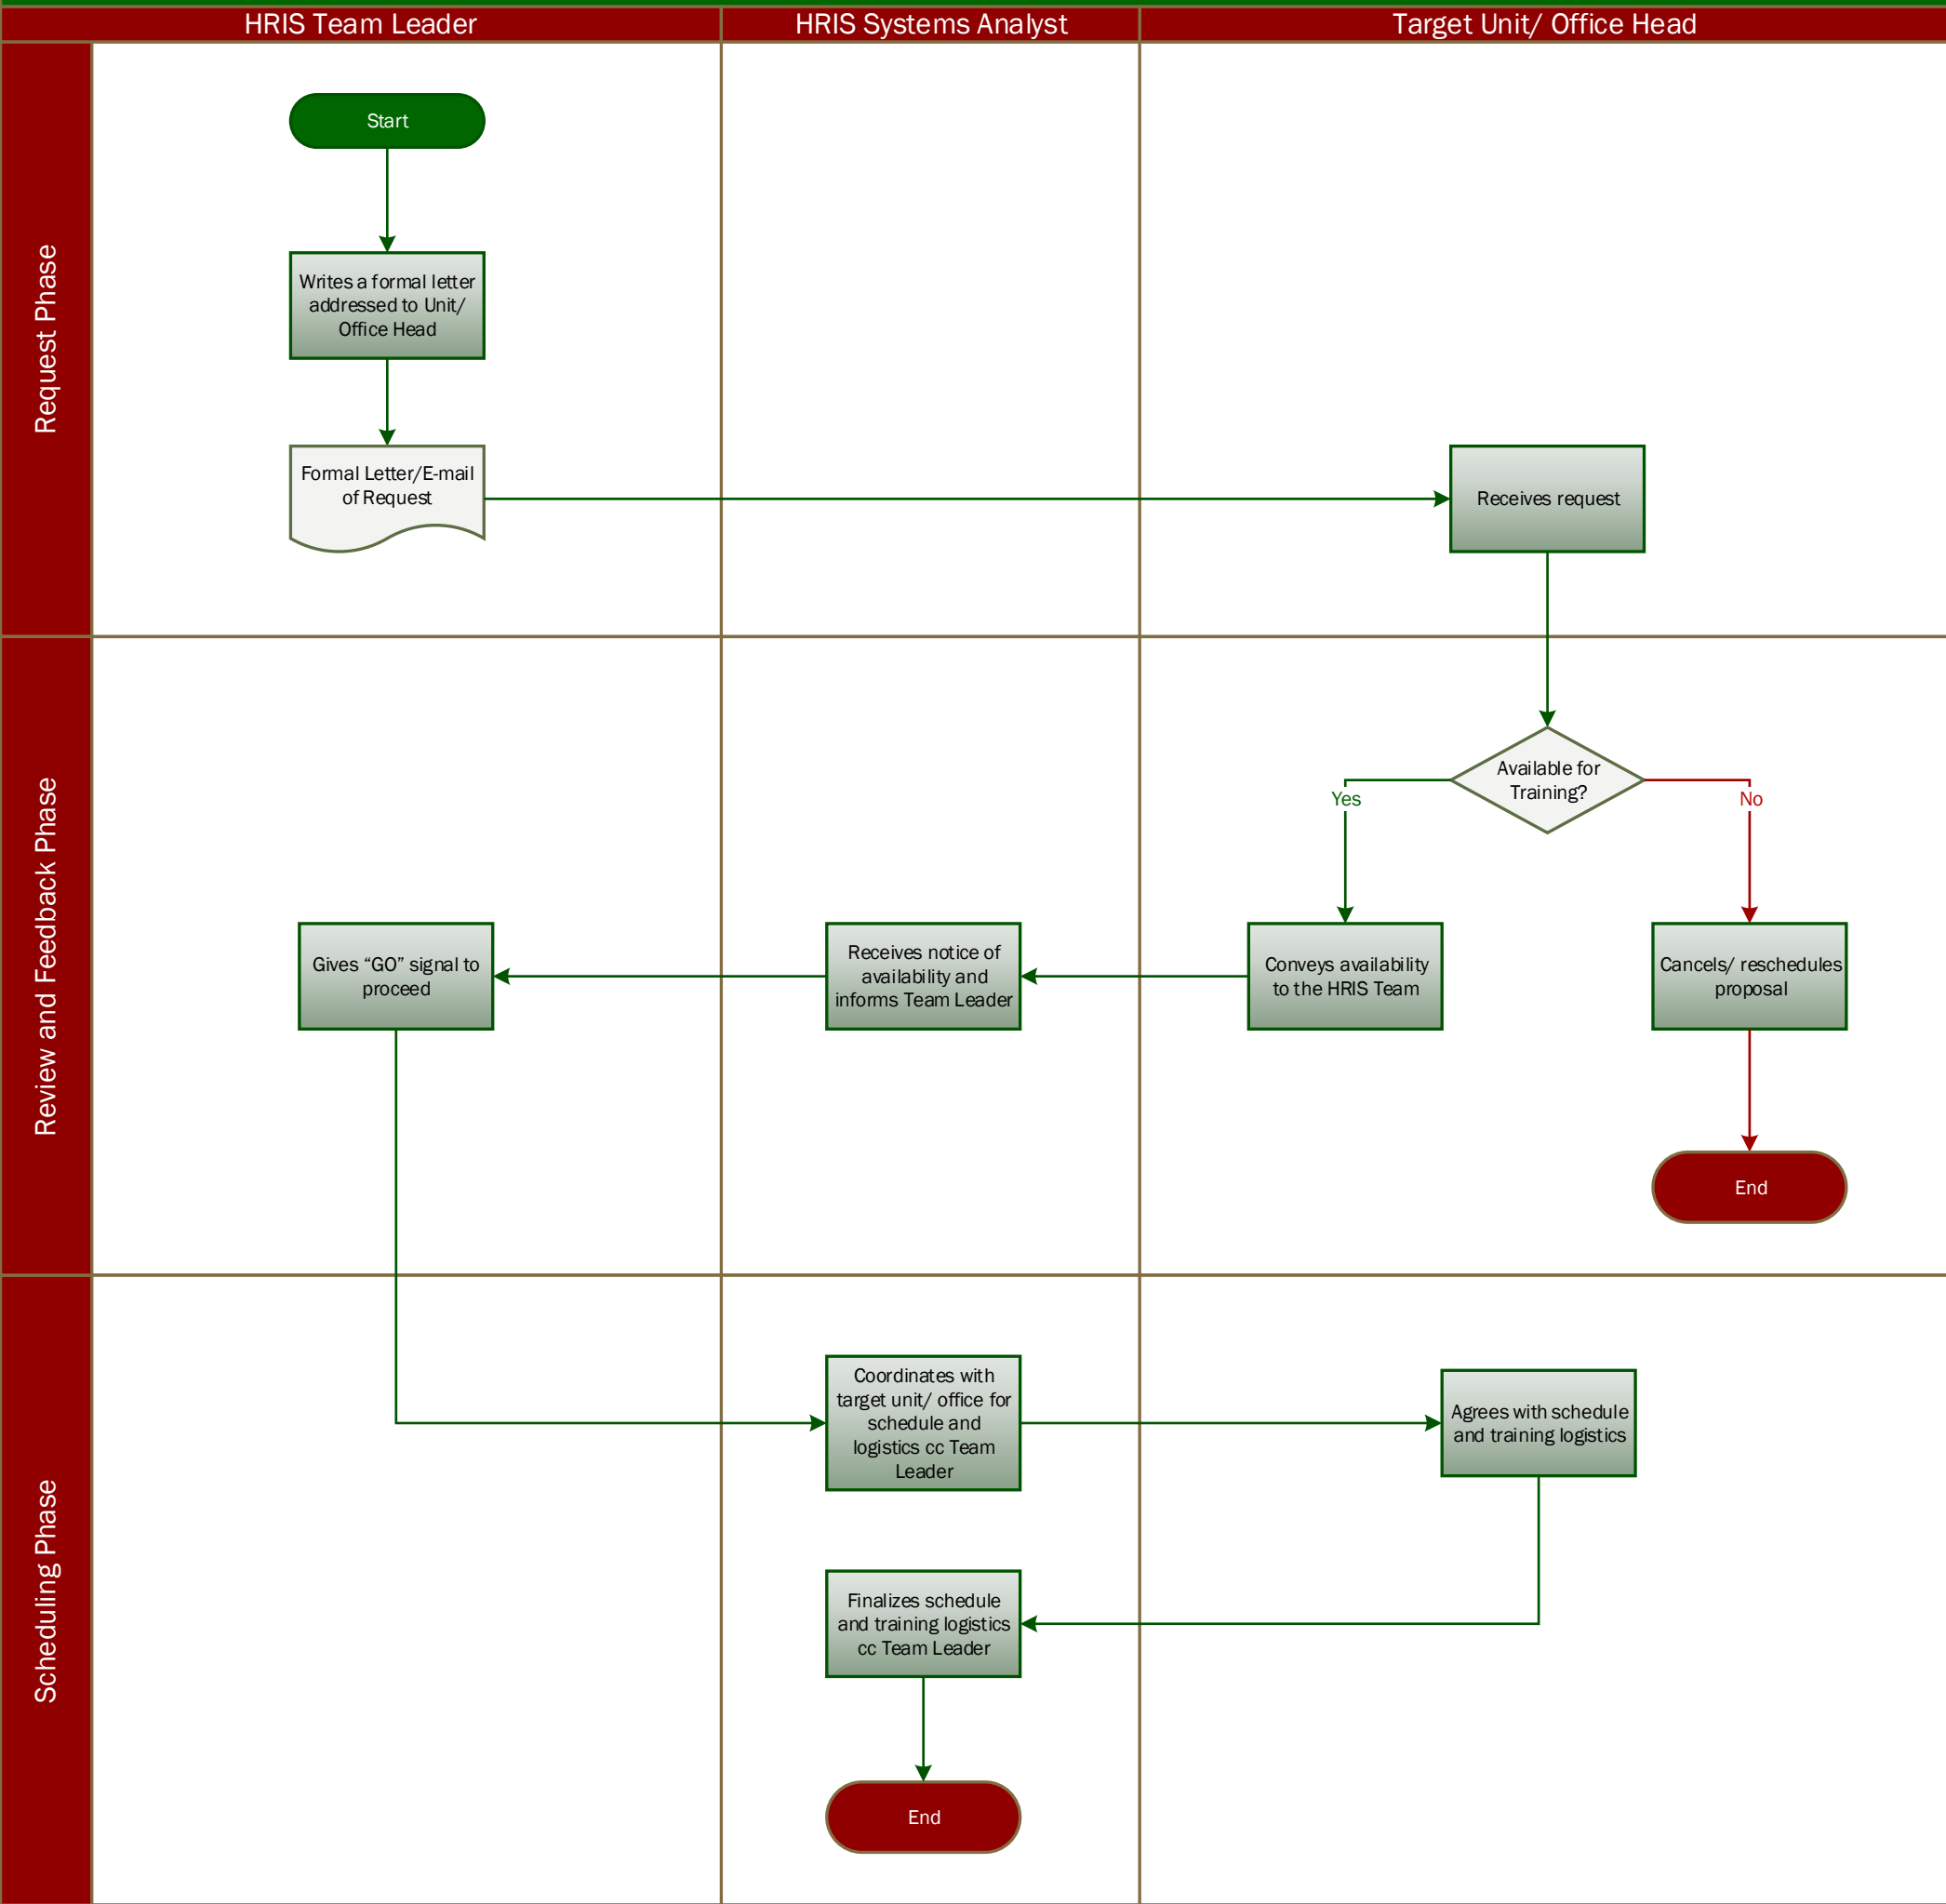 HRIS Team Leader
HRIS Systems Analyst
Target Unit/ Office Head
Request Phase
Start
Writes a formal letter
addressed to Unit/
Office Head
Formal Letter/E-mail
of Request
Receives request
Review and Feedback Phase
Available for
Training?
Yes
No
Gives “GO” signal to
proceed
Receives notice of
availability and
informs Team Leader
Conveys availability
to the HRIS Team
Cancels/ reschedules
proposal
End
Scheduling Phase
Coordinates with
target unit/ office for
schedule and
logistics cc Team
Leader
Agrees with schedule
and training logistics
Finalizes schedule
and training logistics
cc Team Leader
End